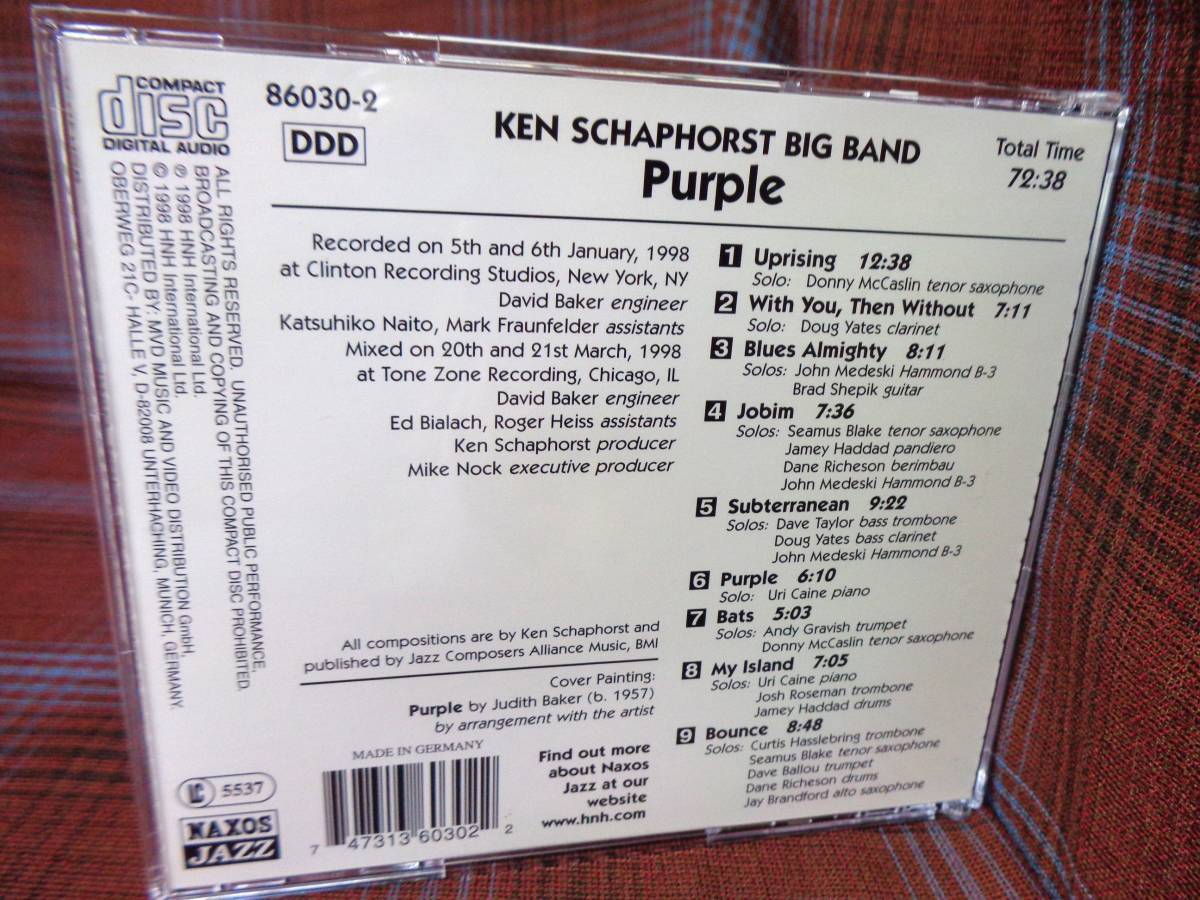 COMPACT
disc
DIGITAL AUDIO
86030-2
DDD
KEN SCHAPHORST BIG BAND
Purple
Total Time
72:38
ALL RIGHTS RESERVED. UNAUTHORISED PUBLIC PERFORMANCE,
BROADCASTING AND COPYING OF THIS COMPACT DISC PROHIBITED.
℗ 1998 HNH International Ltd.
© 1998 HNH International Ltd.
DISTRIBUTED BY: MVD MUSIC AND VIDEO DISTRIBUTION GmbH,
OBERWEG 21C- HALLE V, D-82008 UNTERHACHING, MUNICH, GERMANY.
Recorded on 5th and 6th January, 1998
at Clinton Recording Studios, New York, NY
David Baker engineer
Katsuhiko Naito, Mark Fraunfelder assistants
Mixed on 20th and 21st March, 1998
at Tone Zone Recording, Chicago, IL
David Baker engineer
Ed Bialach, Roger Heiss assistants
Ken Schaphorst producer
Mike Nock executive producer
All compositions are by Ken Schaphorst and
published by Jazz Composers Alliance Music, BMI
Cover Painting:
Purple by Judith Baker (b. 1957)
by arrangement with the artist
1 Uprising 12:38
Solo: Donny McCaslin tenor saxophone
2 With You, Then Without 7:11
Solo: Doug Yates clarinet
3 Blues Almighty 8:11
Solos: John Medeski Hammond B-3
Brad Shepik guitar
4 Jobim 7:36
Solos: Seamus Blake tenor saxophone
Jamey Haddad pandiero
Dane Richeson berimbau
John Medeski Hammond B-3
5 Subterranean 9:22
Solos: Dave Taylor bass trombone
Doug Yates bass clarinet
John Medeski Hammond B-3
6 Purple 6:10
Solo: Uri Caine piano
7 Bats 5:03
Solos: Andy Gravish trumpet
Donny McCaslin tenor saxophone
8 My Island 7:05
Solos: Uri Caine piano
Josh Roseman trombone
Jamey Haddad drums
9 Bounce 8:48
Solos: Curtis Hasslebring trombone
Seamus Blake tenor saxophone
Dave Ballou trumpet
Dane Richeson drums
Jay Brandford alto saxophone
MADE IN GERMANY
7 47313 60302 2
Find out more
about Naxos
Jazz at our
website
www.hnh.com
LC 5537
NAXOS
JAZZ